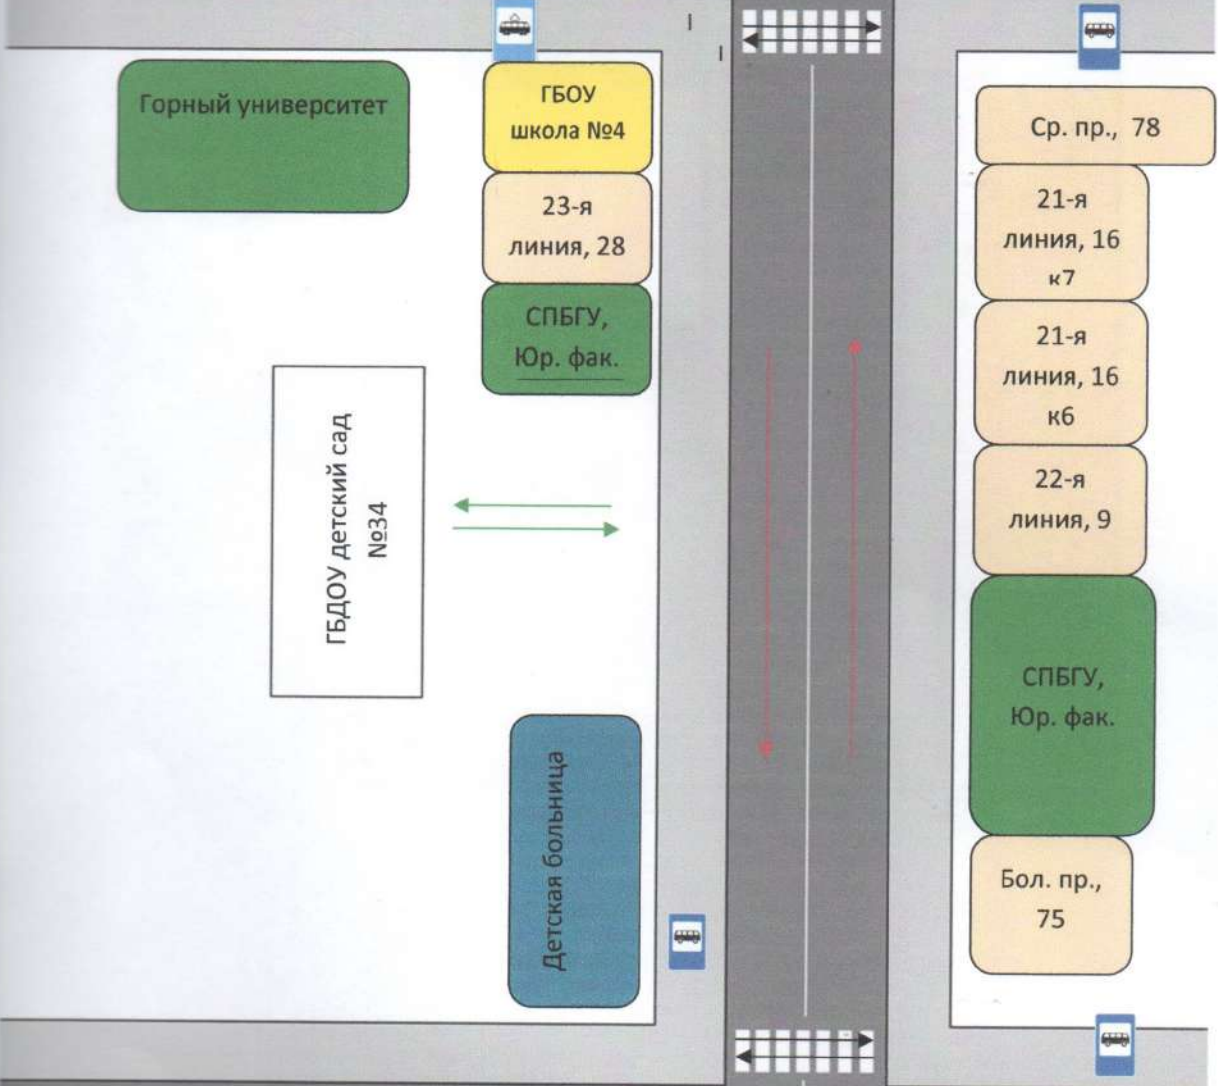 Горный университет
ГБОУ
школа №4
23-я
линия, 28
СПБГУ,
Юр. фак.
ГБДОУ детский сад
№34
Детская больница
Ср. пр., 78
21-я
линия, 16
к7
21-я
линия, 16
к6
22-я
линия, 9
СПБГУ,
Юр. фак.
Бол. пр.,
75